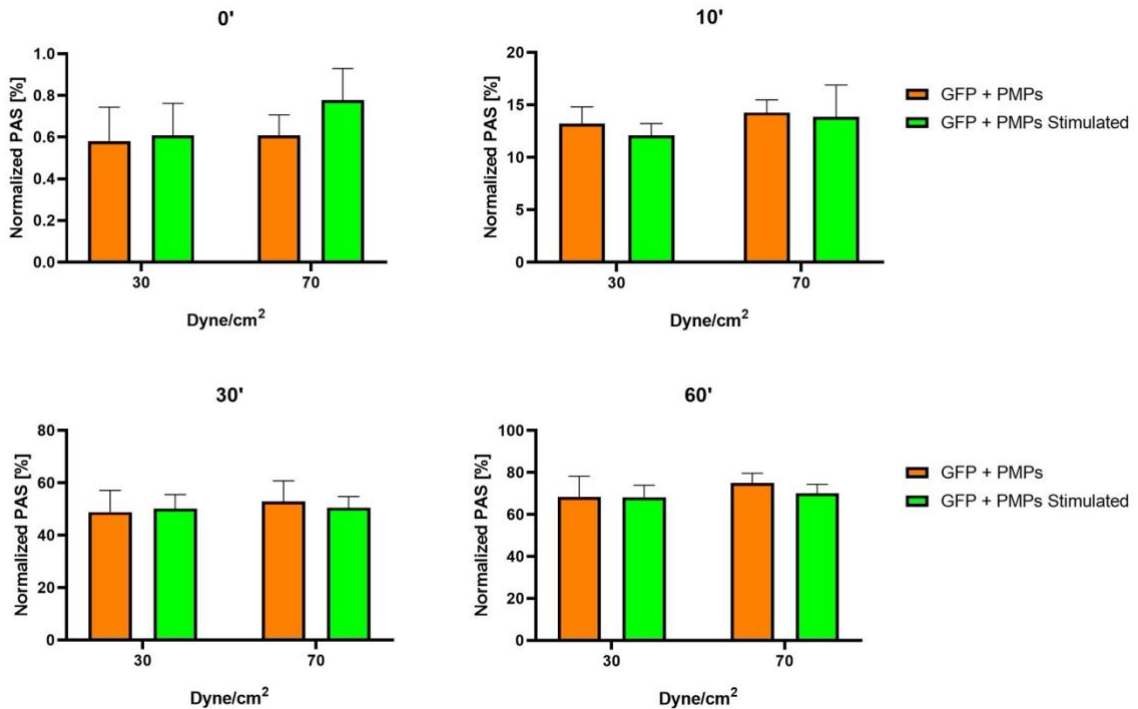 0'
Normalized PAS [%]
1.0
0.8
0.6
0.4
0.2
0.0
30
70
Dyne/cm²
10'
Normalized PAS [%]
20
15
10
5
0
30
70
Dyne/cm²
GFP + PMPs
GFP + PMPs Stimulated
30'
Normalized PAS [%]
80
60
40
20
0
30
70
Dyne/cm²
60'
Normalized PAS [%]
100
80
60
40
20
0
30
70
Dyne/cm²
GFP + PMPs
GFP + PMPs Stimulated